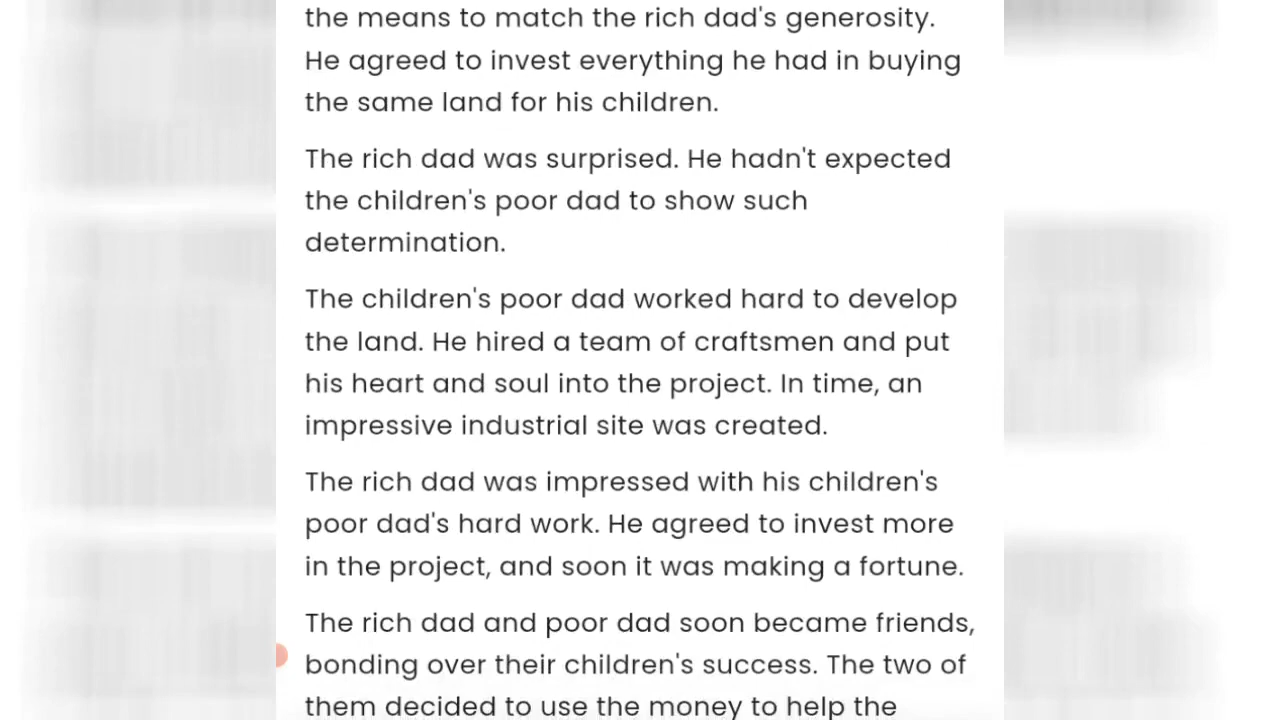 the means to match the rich dad's generosity.
He agreed to invest everything he had in buying
the same land for his children.
The rich dad was surprised. He hadn't expected
the children's poor dad to show such
determination.
The children's poor dad worked hard to develop
the land. He hired a team of craftsmen and put
his heart and soul into the project. In time, an
impressive industrial site was created.
The rich dad was impressed with his children's
poor dad's hard work. He agreed to invest more
in the project, and soon it was making a fortune.
The rich dad and poor dad soon became friends,
bonding over their children's success. The two of
them decided to use the money to help the